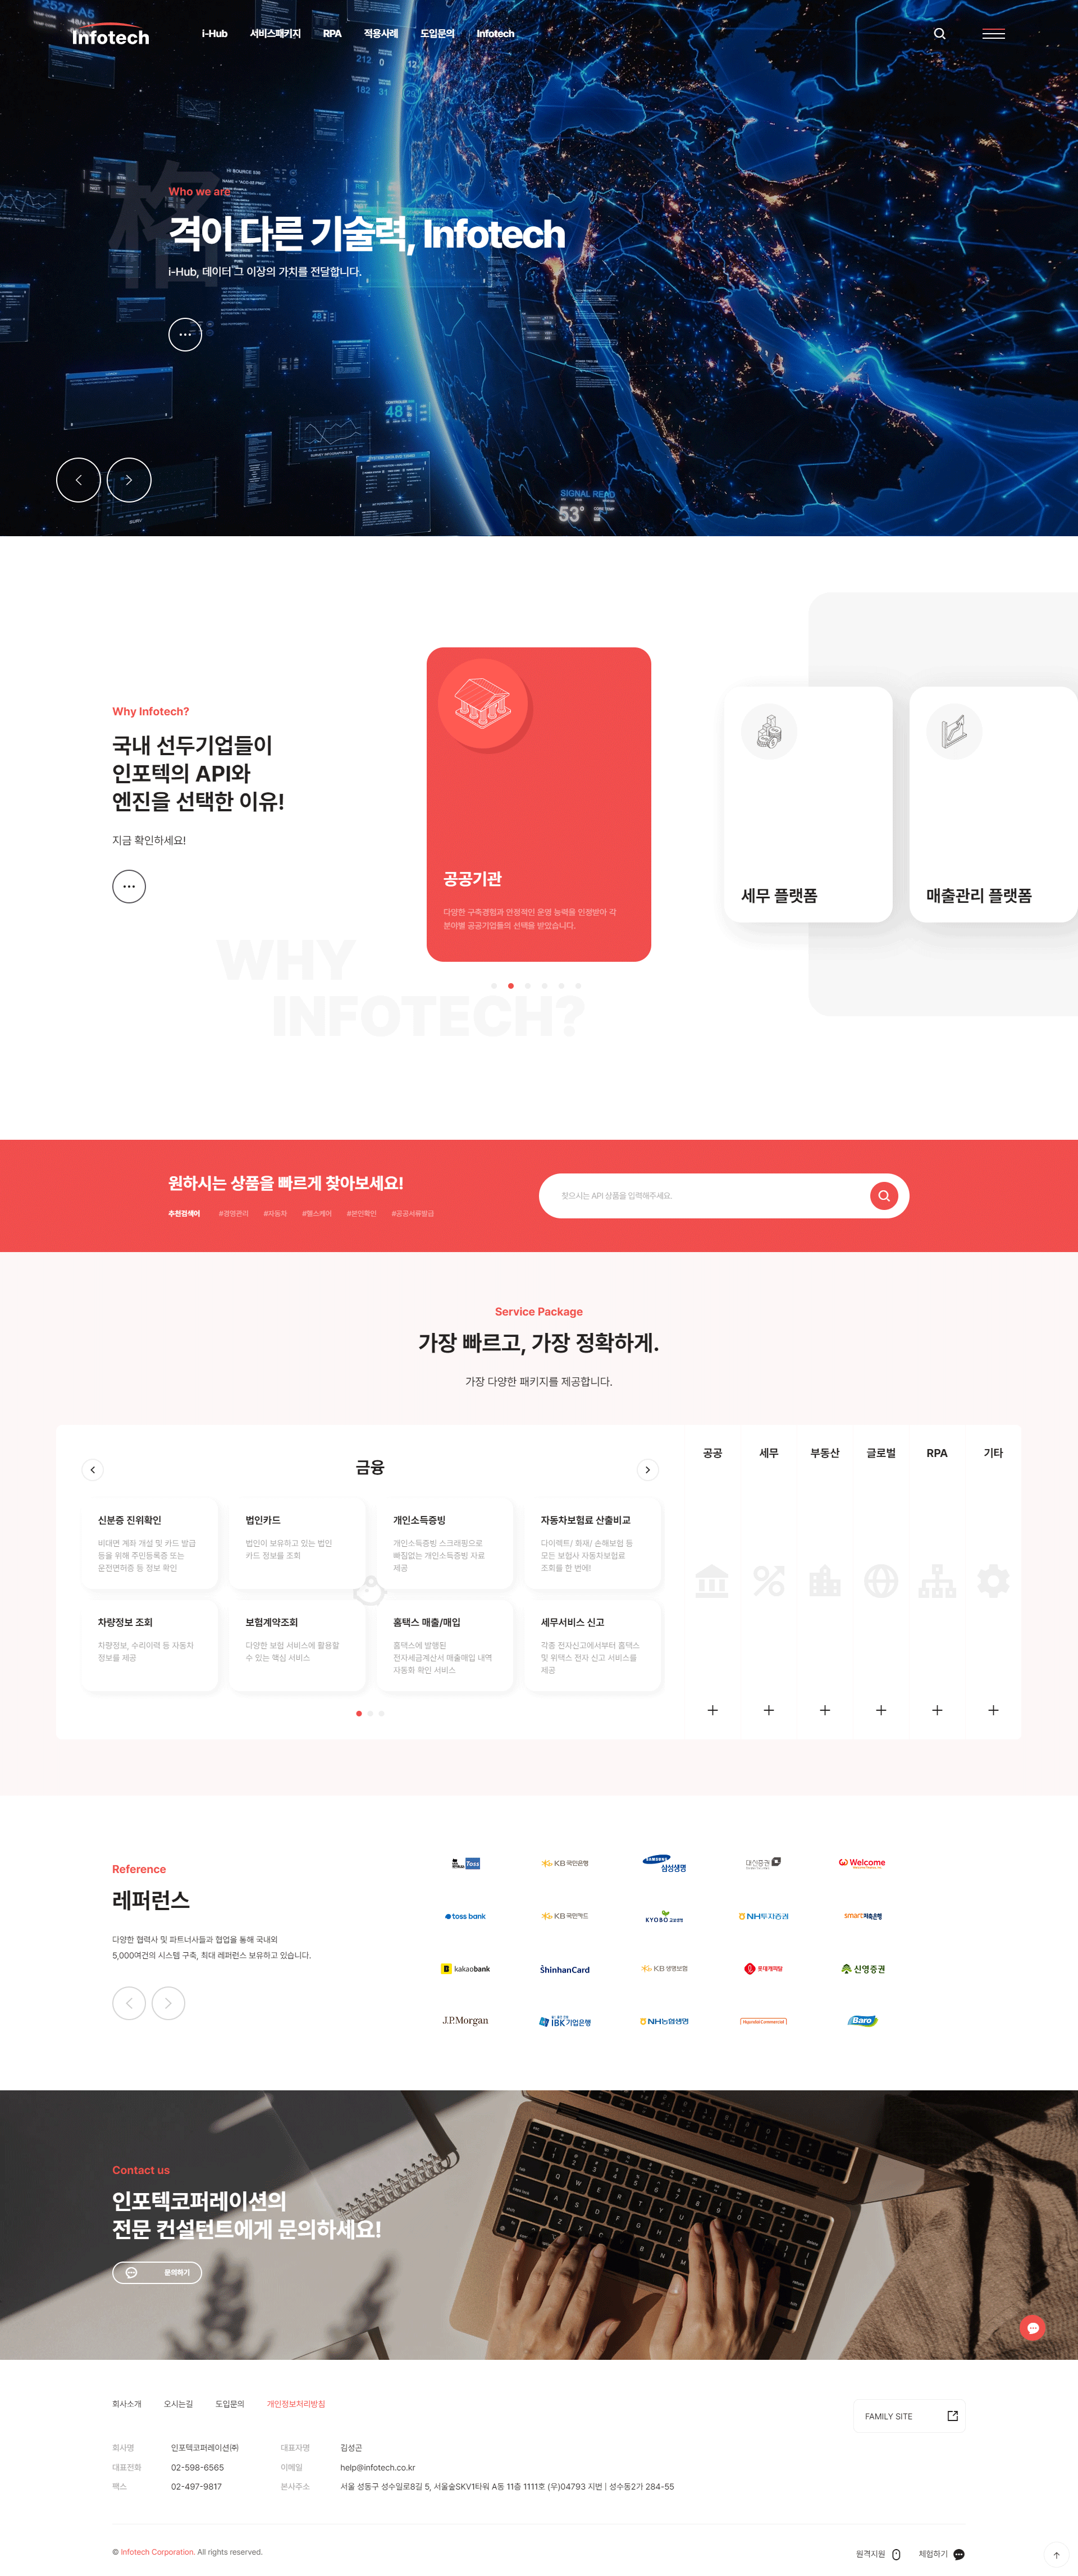 Infotech
i-Hub 서비스패키지 RPA 적용사례 도입문의 Infotech
格
Who we are
격이 다른 기술력, Infotech
i-Hub, 데이터 그 이상의 가치를 전달합니다.
SIGNAL READ
53°
48
Why Infotech?
국내 선두기업들이
인포텍의 API와
엔진을 선택한 이유!
지금 확인하세요!
WHY
INFOTECH?
공공기관
다양한 구축경험과 안정적인 운영 능력을 인정받아 각
분야별 공공기업들의 선택을 받았습니다.
세무 플랫폼
매출관리 플랫폼
원하시는 상품을 빠르게 찾아보세요!
추천검색어 #경영관리 #자동차 #헬스케어 #본인확인 #공공서류발급
찾으시는 API 상품을 입력해주세요.
Service Package
가장 빠르고, 가장 정확하게.
가장 다양한 패키지를 제공합니다.
금융
신분증 진위확인
비대면 계좌 개설 및 카드 발급
등을 위해 주민등록증 또는
운전면허증 등 정보 확인
법인카드
법인이 보유하고 있는 법인
카드 정보를 조회
개인소득증빙
개인소득증빙 스크래핑으로
빠짐없는 개인소득증빙 자료
제공
자동차보험료 산출비교
다이렉트/ 화재/ 손해보험 등
모든 보험사 자동차보험료
조회를 한 번에!
차량정보 조회
차량정보, 수리이력 등 자동차
정보를 제공
보험계약조회
다양한 보험 서비스에 활용할
수 있는 핵심 서비스
홈택스 매출/매입
홈택스에 발행된
전자세금계산서 매출매입 내역
자동화 확인 서비스
세무서비스 신고
각종 전자신고에서부터 홈택스
및 위택스 전자 신고 서비스를
제공
공공 세무 부동산 글로벌 RPA 기타
Reference
레퍼런스
다양한 협력사 및 파트너사들과 협업을 통해 국내외
5,000여건의 시스템 구축, 최대 레퍼런스 보유하고 있습니다.
Toss
KB 국민은행
SAMSUNG 삼성생명
대신증권
Welcome
toss bank
KB 국민카드
KYOBO 교보생명
NH투자증권
smart저축은행
kakaobank
ShinhanCard
KB 생명보험
롯데캐피탈
신영증권
J.P.Morgan
IBK기업은행
NH농협생명
Hyundai Commercial
Baro
Contact us
인포텍코퍼레이션의
전문 컨설턴트에게 문의하세요!
문의하기
회사소개 오시는길 도입문의 개인정보처리방침
FAMILY SITE
회사명 인포텍코퍼레이션㈜ 대표자명 김성곤
대표전화 02-598-6565 이메일 help@infotech.co.kr
팩스 02-497-9817 본사주소 서울 성동구 성수일로8길 5, 서울숲SKV1타워 A동 11층 1111호 (우)04793 지번 | 성수동2가 284-55
© Infotech Corporation. All rights reserved.
원격지원 체험하기